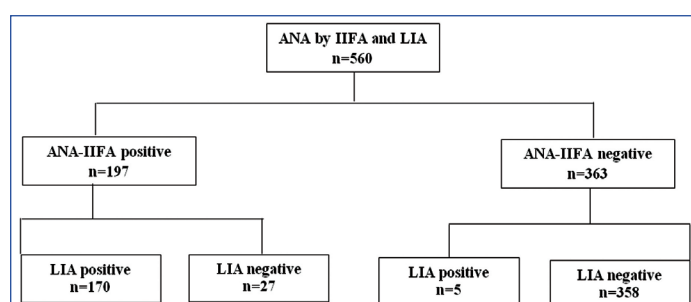 ANA by IIFA and LIA
n=560
ANA-IIFA positive
n=197
ANA-IIFA negative
n=363
LIA positive
n=170
LIA negative
n=27
LIA positive
n=5
LIA negative
n=358